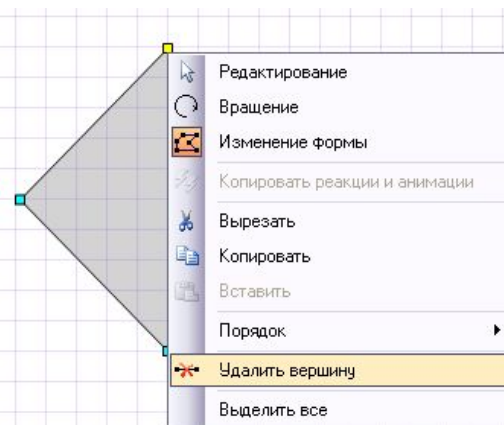 Редактирование
Вращение
Изменение формы
Копировать реакции и анимации
Вырезать
Копировать
Вставить
Порядок
Удалить вершину
Выделить все